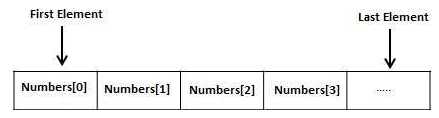 First Element Last Element
Numbers[0] Numbers[1] Numbers[2] Numbers[3] .....